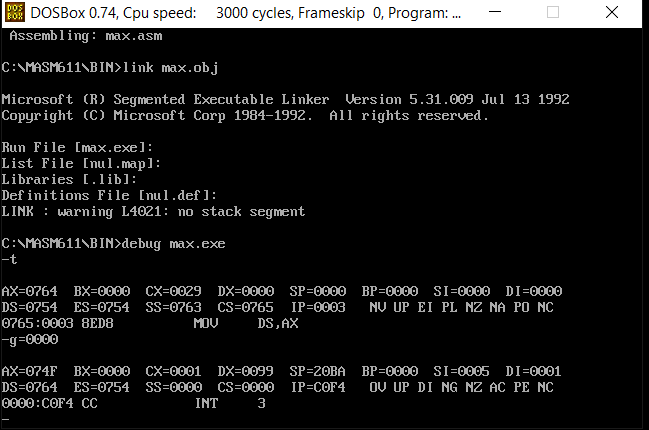 DOSBox 0.74, Cpu speed:    3000 cycles, Frameskip  0, Program: ...
 Assembling: max.asm
C:\MASM611\BIN>link max.obj
Microsoft (R) Segmented Executable Linker  Version 5.31.009 Jul 13 1992
Copyright (C) Microsoft Corp 1984-1992.  All rights reserved.
Run File [max.exe]:
List File [nul.map]:
Libraries [.lib]:
Definitions File [nul.def]:
LINK : warning L4021: no stack segment
C:\MASM611\BIN>debug max.exe
-t
AX=0764  BX=0000  CX=0029  DX=0000  SP=0000  BP=0000  SI=0000  DI=0000
DS=0754  ES=0754  SS=0763  CS=0765  IP=0003   NV UP EI PL NZ NA PO NC
0765:0003 8ED8          MOV     DS,AX
-g=0000
AX=074F  BX=0000  CX=0001  DX=0099  SP=20BA  BP=0000  SI=0005  DI=0001
DS=0764  ES=0754  SS=0000  CS=0000  IP=C0F4   OV UP DI NG NZ AC PE NC
0000:C0F4 CC            INT     3
-